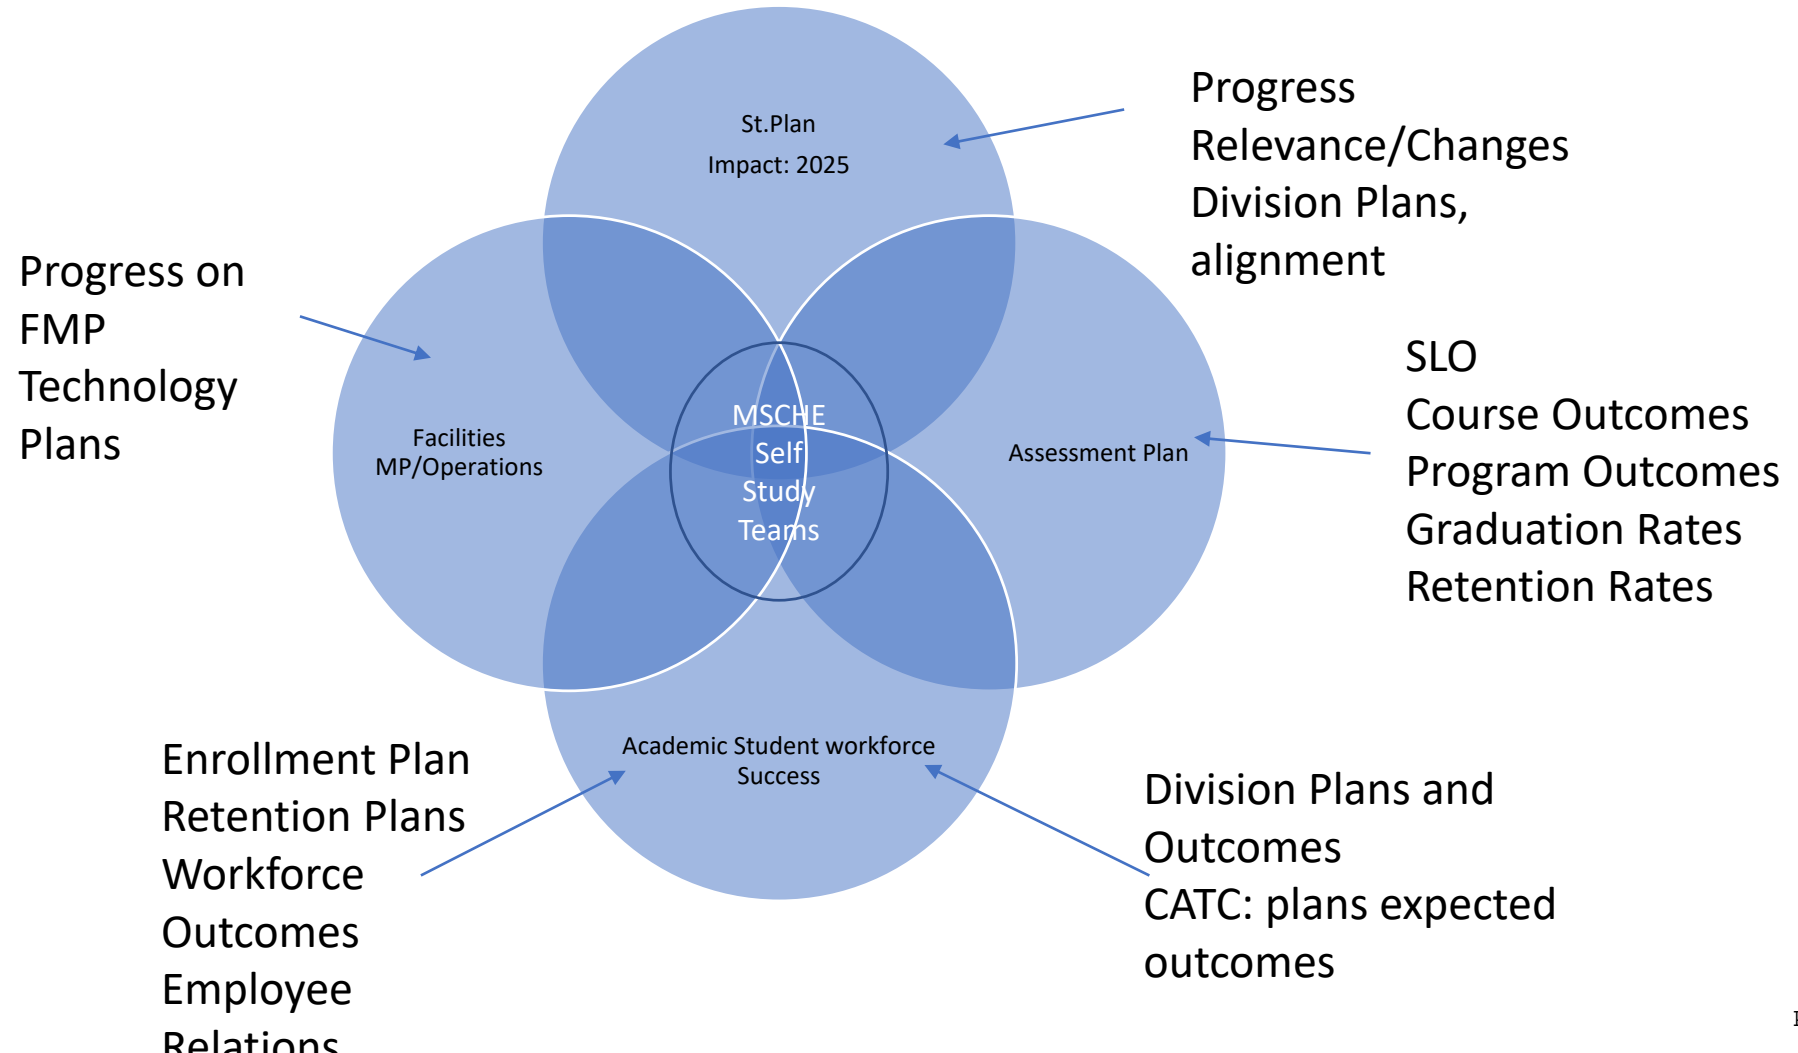 St.Plan
Impact: 2025
Progress
Relevance/Changes
Division Plans,
alignment
Progress on
FMP
Technology
Plans
Facilities
MP/Operations
MSCHE
Self
Study
Teams
Assessment Plan
SLO
Course Outcomes
Program Outcomes
Graduation Rates
Retention Rates
Academic Student workforce
Success
Enrollment Plan
Retention Plans
Workforce
Outcomes
Employee
Relations
Division Plans and
Outcomes
CATC: plans expected
outcomes